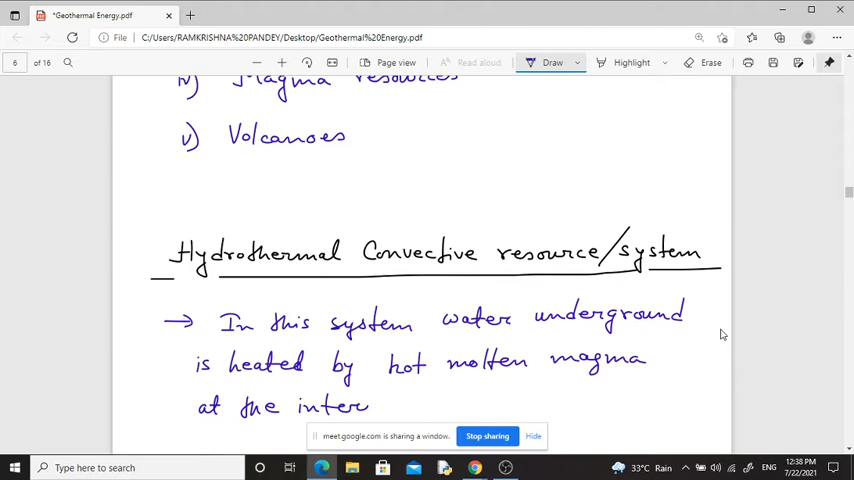 *Geothermal Energy.pdf
File
C:/Users/RAMKRISHNA%20PANDEY/Desktop/Geothermal%20Energy.pdf
6 of 16
Page view
Read aloud
Draw
Highlight
Erase
iv) Magma resources
v) Volcanoes
Hydrothermal Convective resource/system
→ In this system water underground
is heated by hot molten magma
at the inter
meet.google.com is sharing a window.
Stop sharing
Hide
Type here to search
33°C Rain
ENG
12:38 PM
7/22/2021